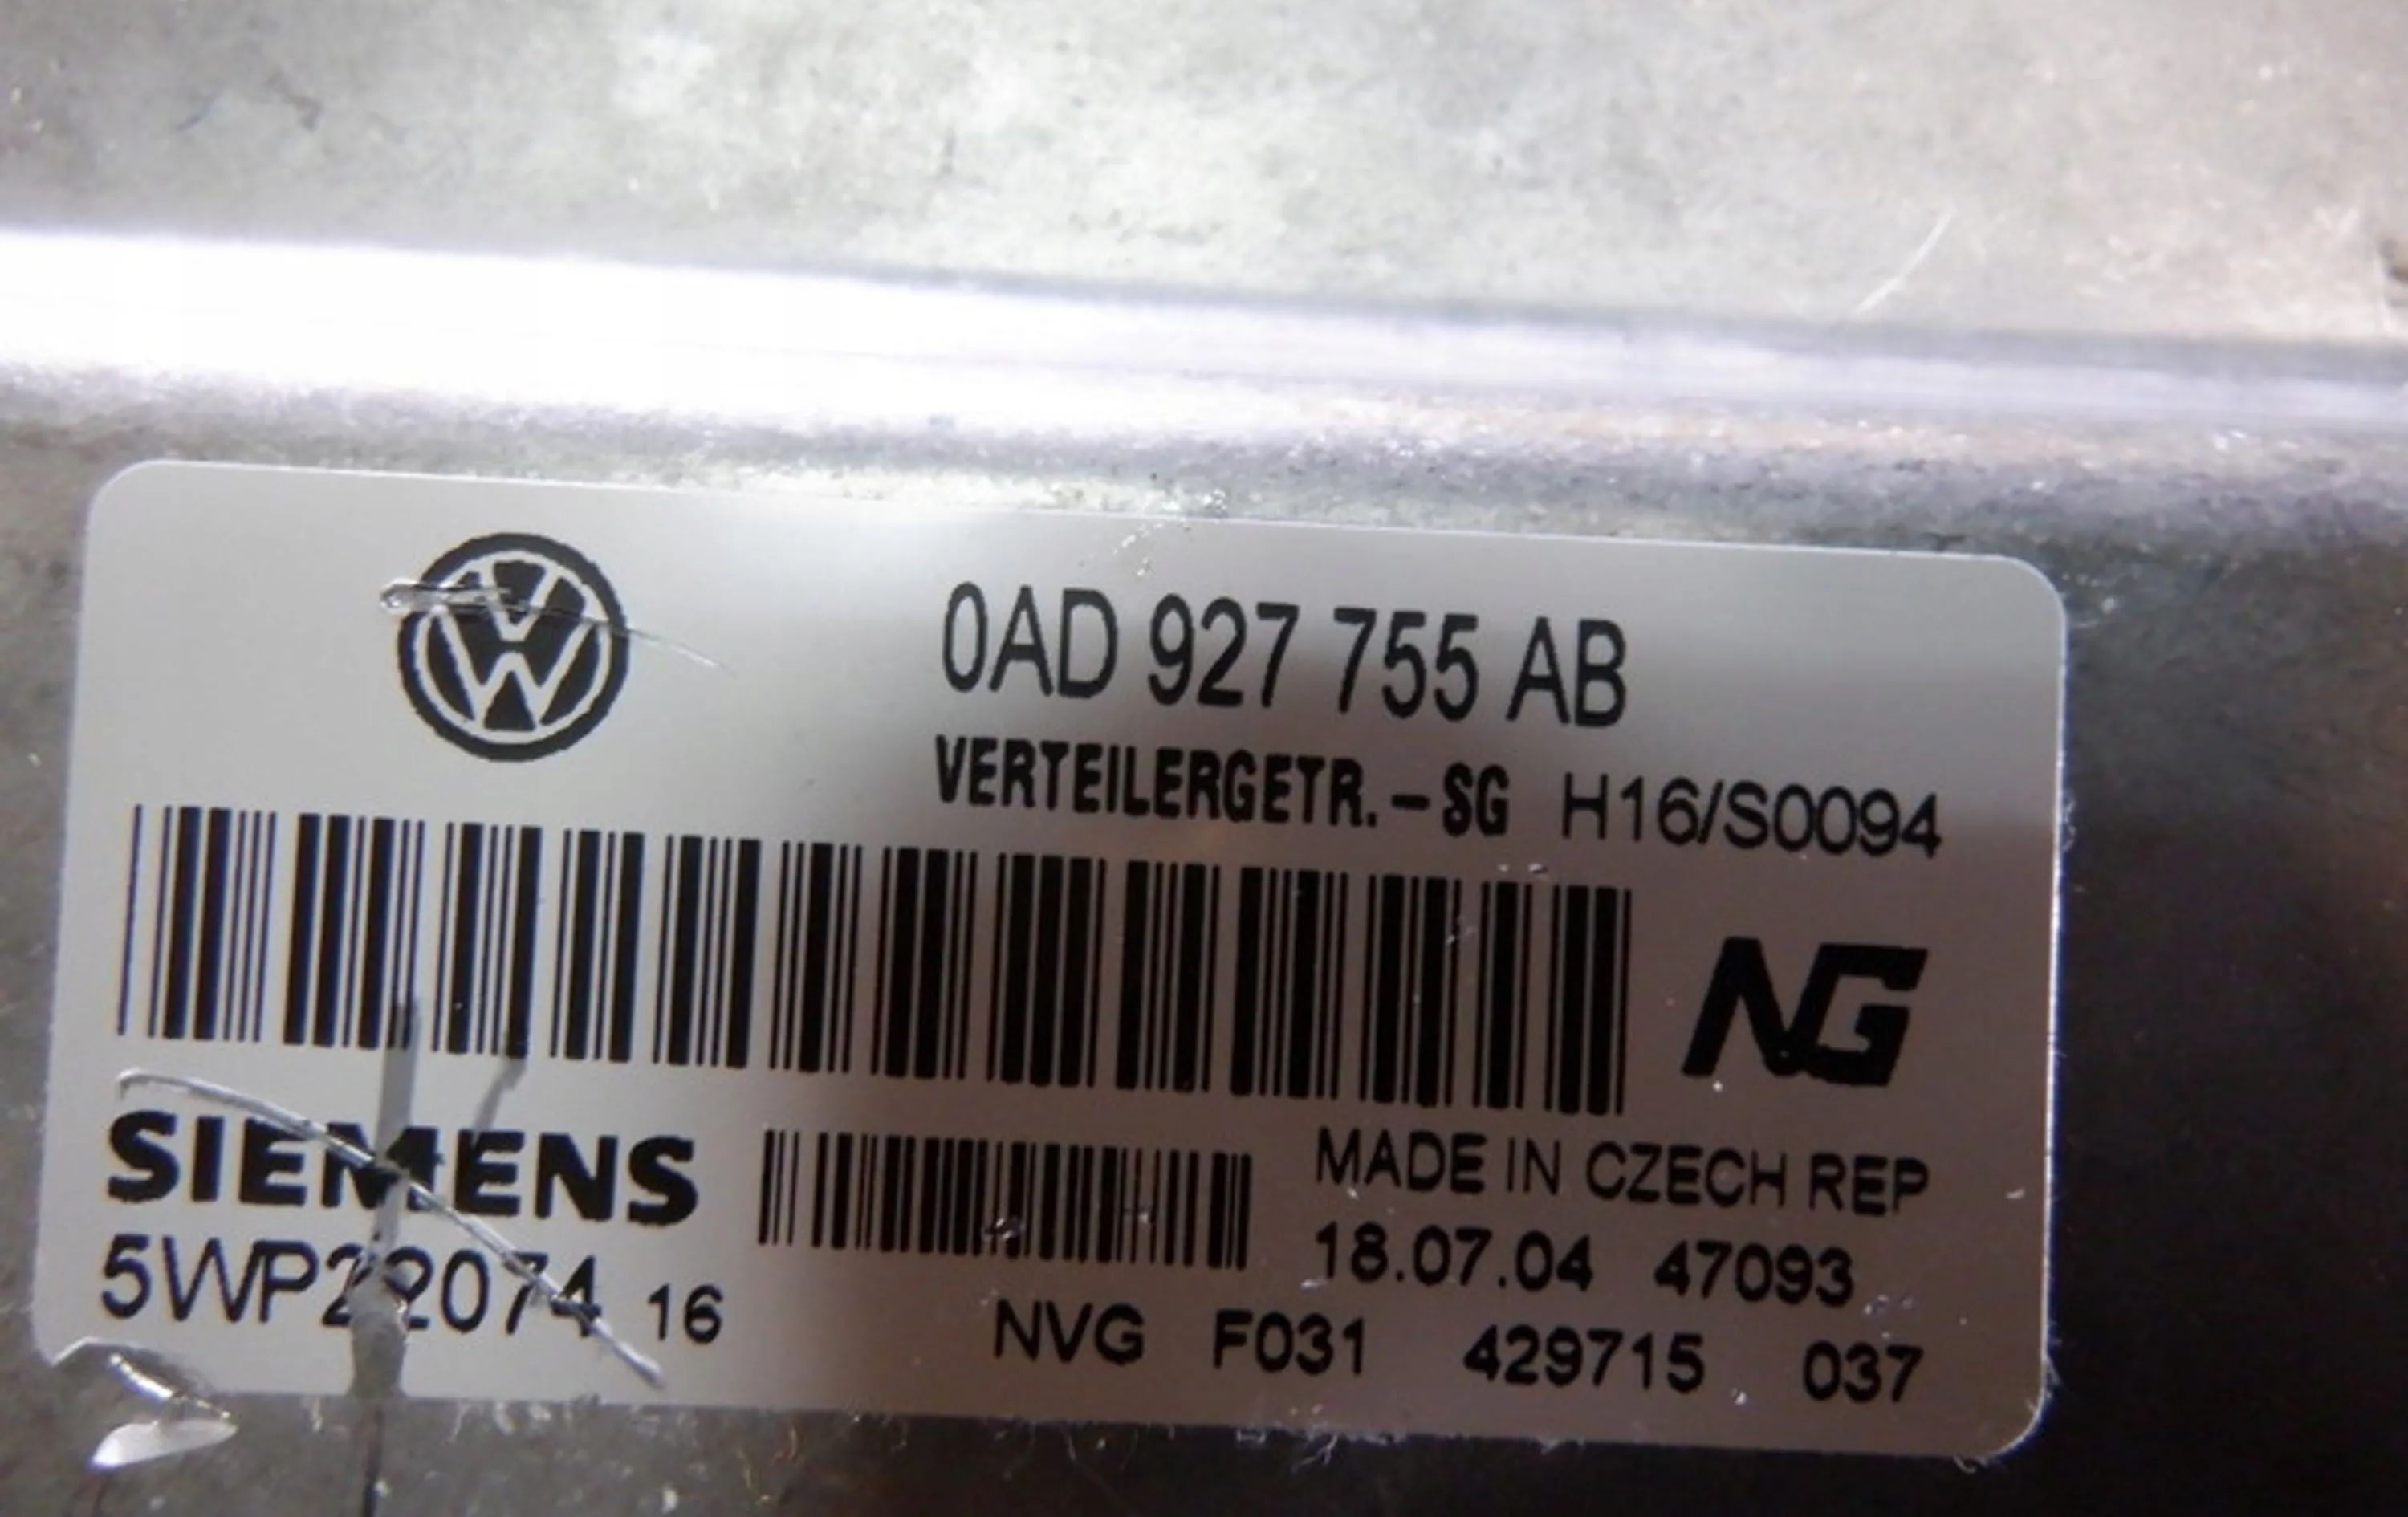 VW
0AD 927 755 AB
VERTEILERGETR.-SG H16/S0094
NG
SIEMENS
MADE IN CZECH REP
5WP22074 16
18.07.04 47093
NVG F031 429715 037